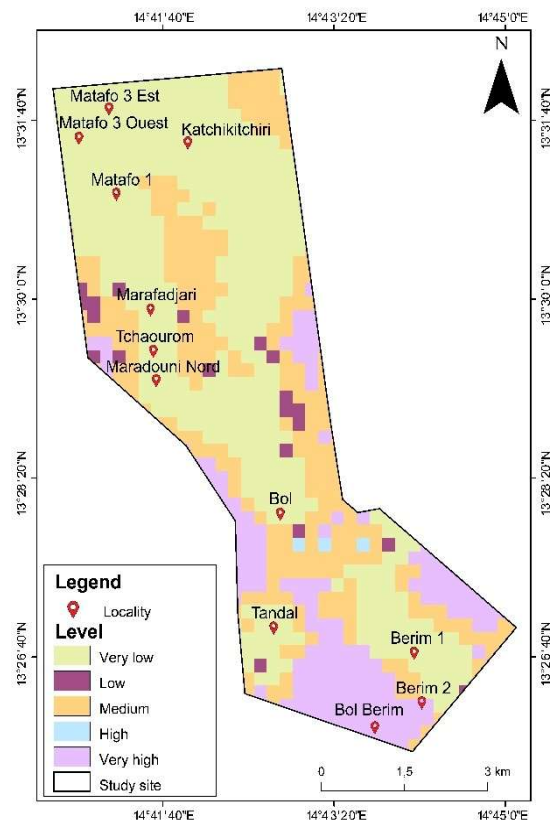 14°41'40"E 14°43'20"E 14°45'0"E
N
13°31'40"N 13°31'40"N
Matafo 3 Est
Matafo 3 Ouest
Katchikitchiri
Matafo 1
13°30'0"N 13°30'0"N
Marafadjari
Tchaourom
Maradouni Nord
13°28'20"N 13°28'20"N
Bol
Legend
Locality
Level
Very low
Low
Medium
High
Very high
Study site
Tandal
13°26'40"N 13°26'40"N
Berim 1
Berim 2
Bol Berim
0 1,5 3 km
14°41'40"E 14°43'20"E 14°45'0"E